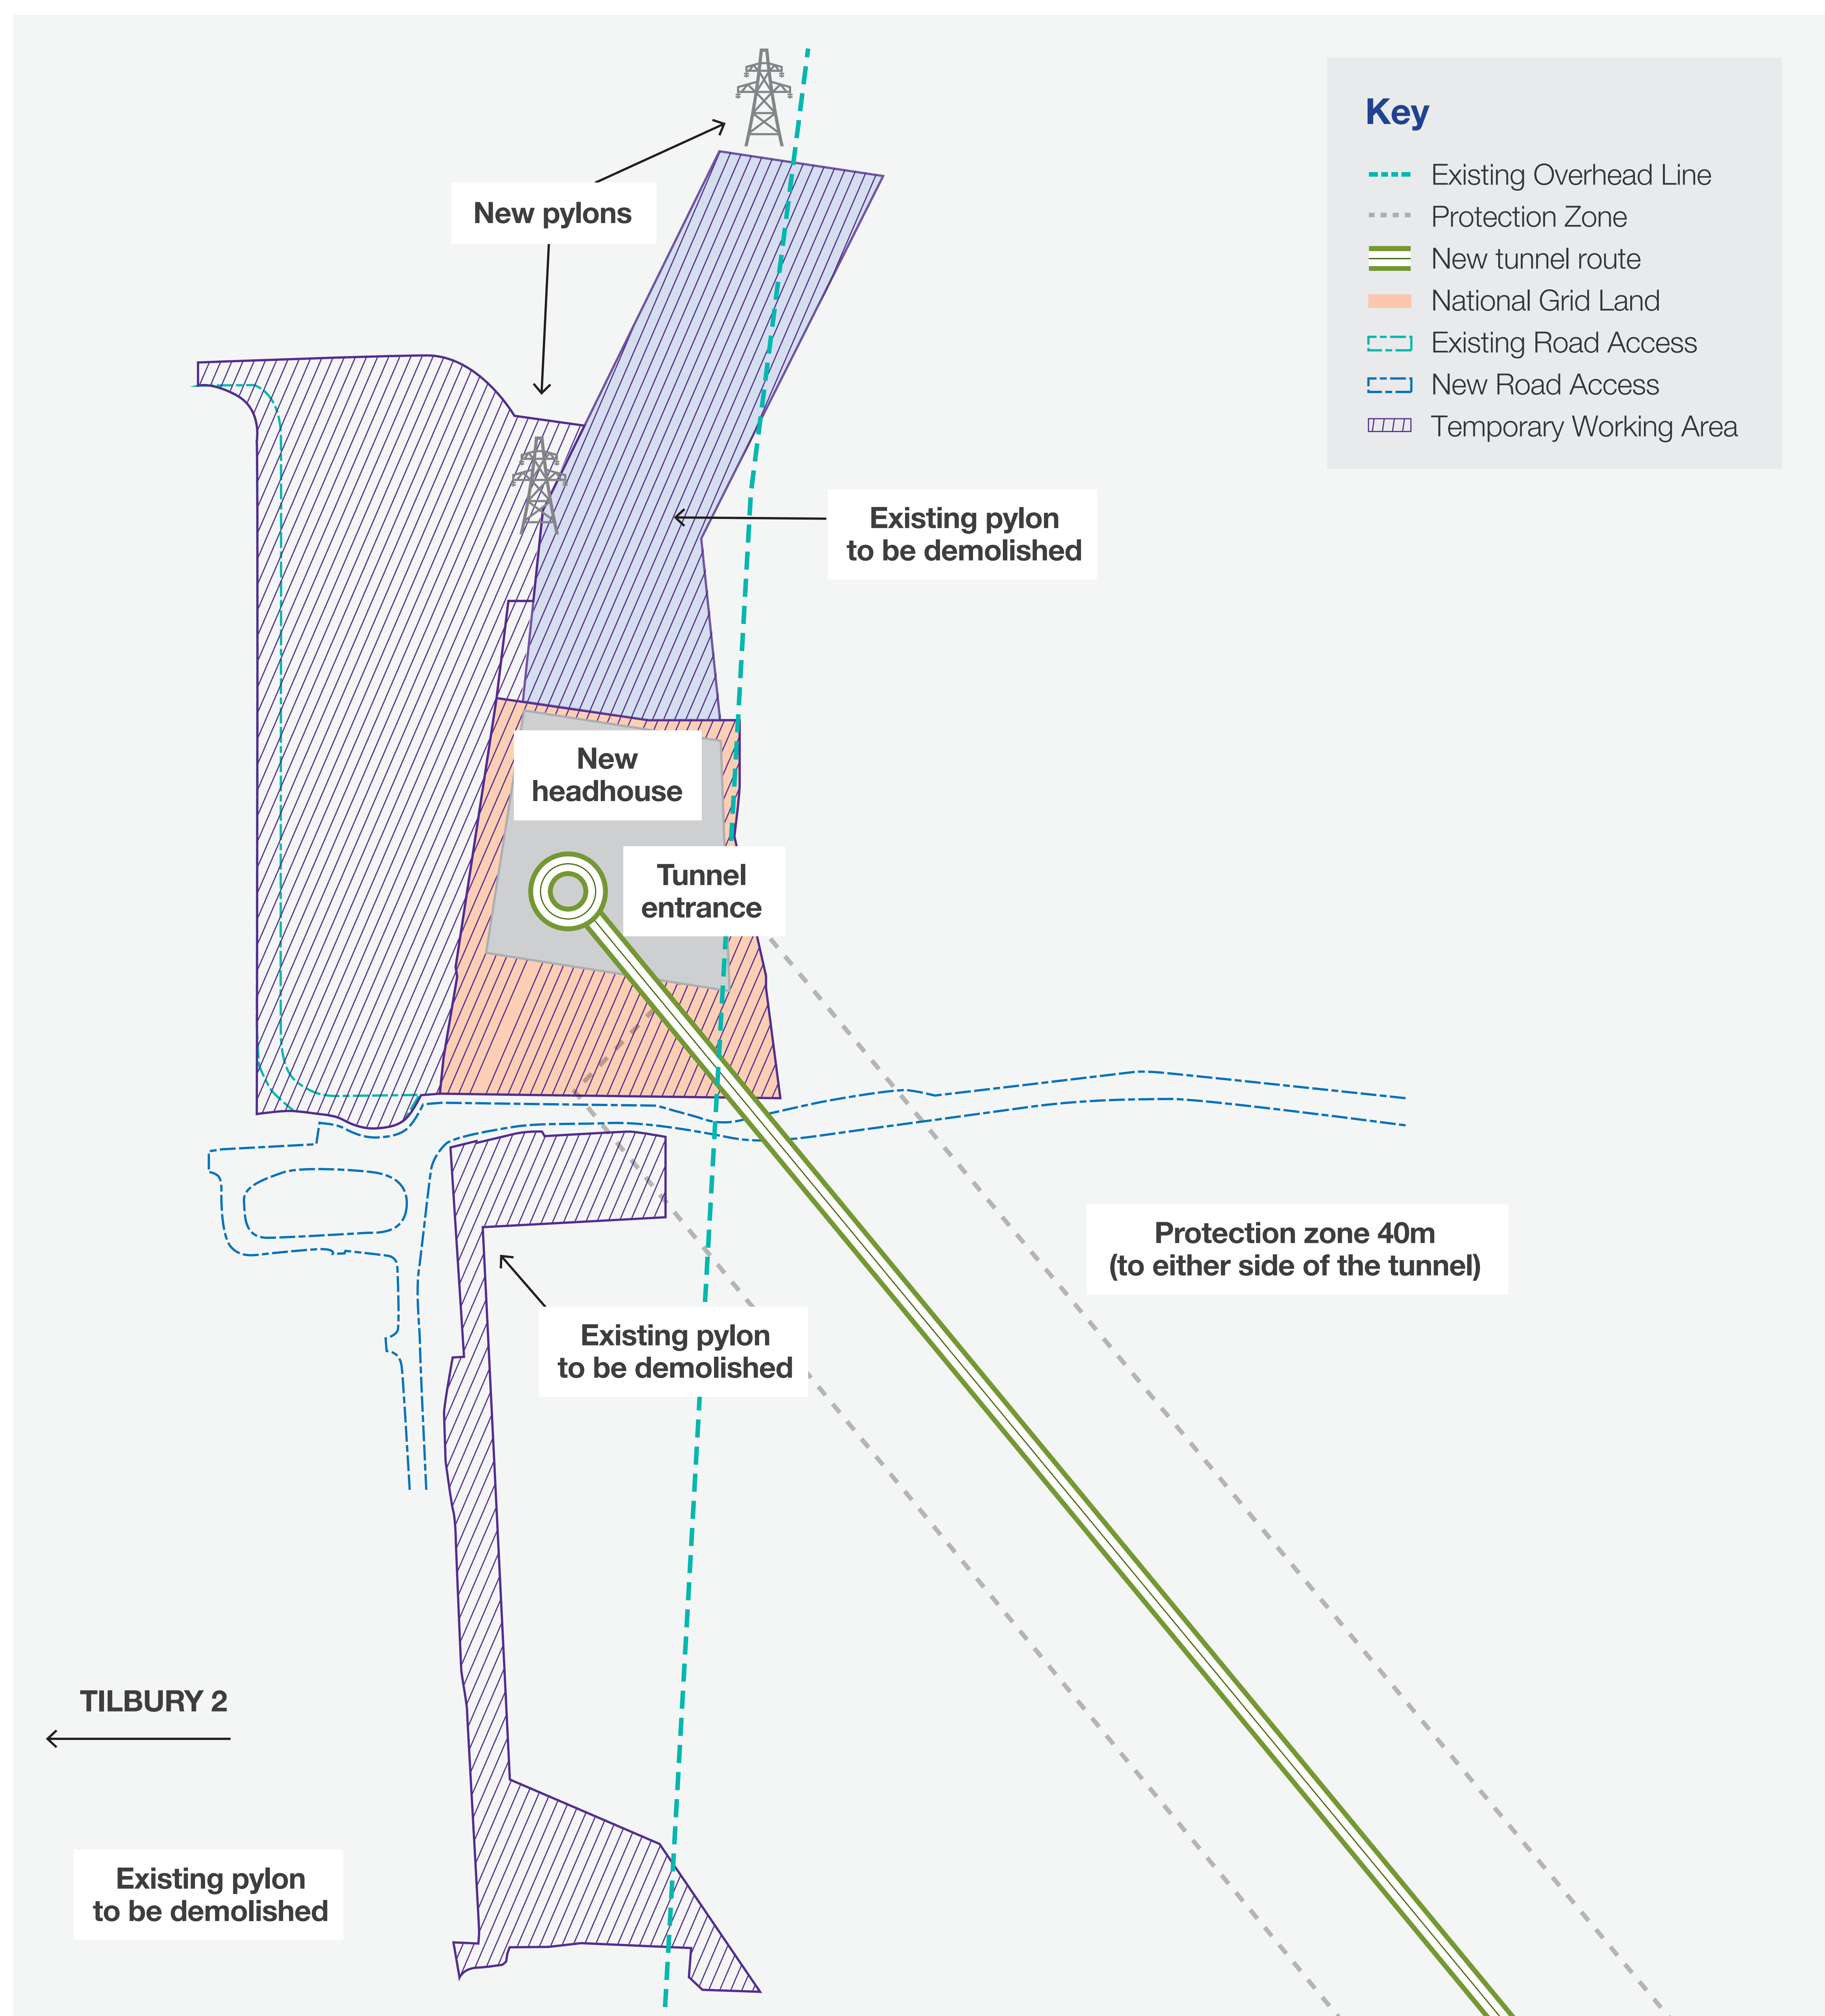 Key
Existing Overhead Line
Protection Zone
New tunnel route
National Grid Land
Existing Road Access
New Road Access
Temporary Working Area
New pylons
Existing pylon
to be demolished
New
headhouse
Tunnel
entrance
Protection zone 40m
(to either side of the tunnel)
Existing pylon
to be demolished
TILBURY 2
Existing pylon
to be demolished